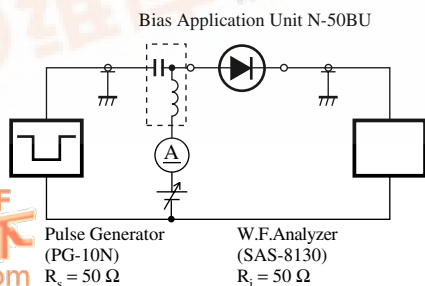 Bias Application Unit N-50BU
A
Pulse Generator
(PG-10N)
Rs = 50 Ω
W.F.Analyzer
(SAS-8130)
Ri = 50 Ω